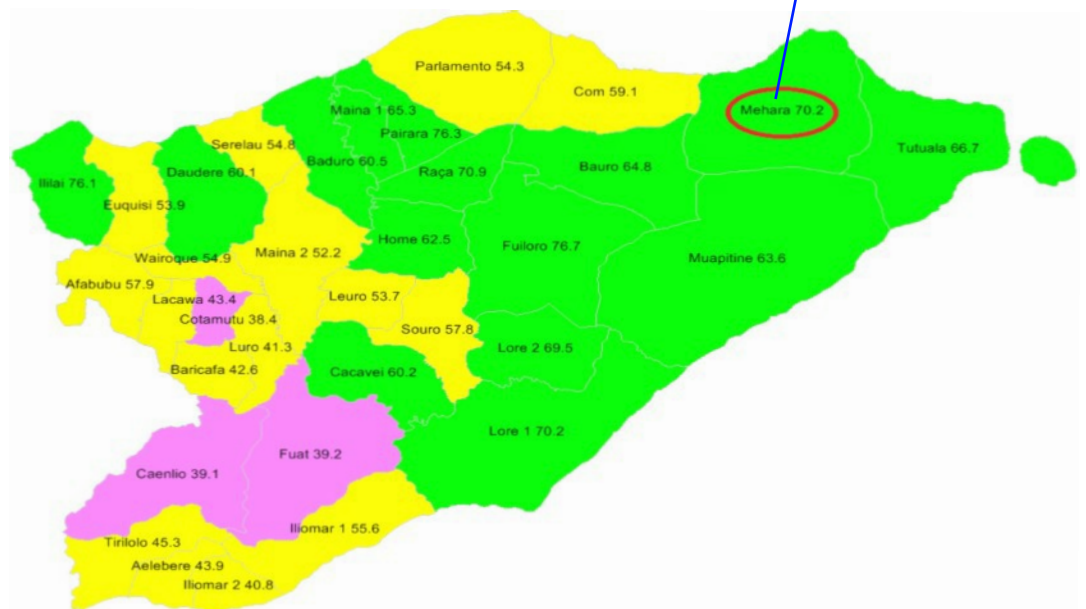 Parlamento 54.3
Com 59.1
Maina 1 65.3
Mehara 70.2
Pairara 76.3
Serelau 54.8
Tutuala 66.7
Baduro 60.5
Bauro 64.8
Daudere 60.1
Raça 70.9
Ililai 76.1
Euquisi 53.9
Home 62.5
Fuiloro 76.7
Maina 2 52.2
Wairoque 54.9
Muapitine 63.6
Afabubu 57.9
Lacawa 43.4
Leuro 53.7
Cotamutu 38.4
Souro 57.8
Luro 41.3
Lore 2 69.5
Baricafa 42.6
Cacavei 60.2
Lore 1 70.2
Fuat 39.2
Caenlio 39.1
Iliomar 1 55.6
Tirilolo 45.3
Aelebere 43.9
Iliomar 2 40.8